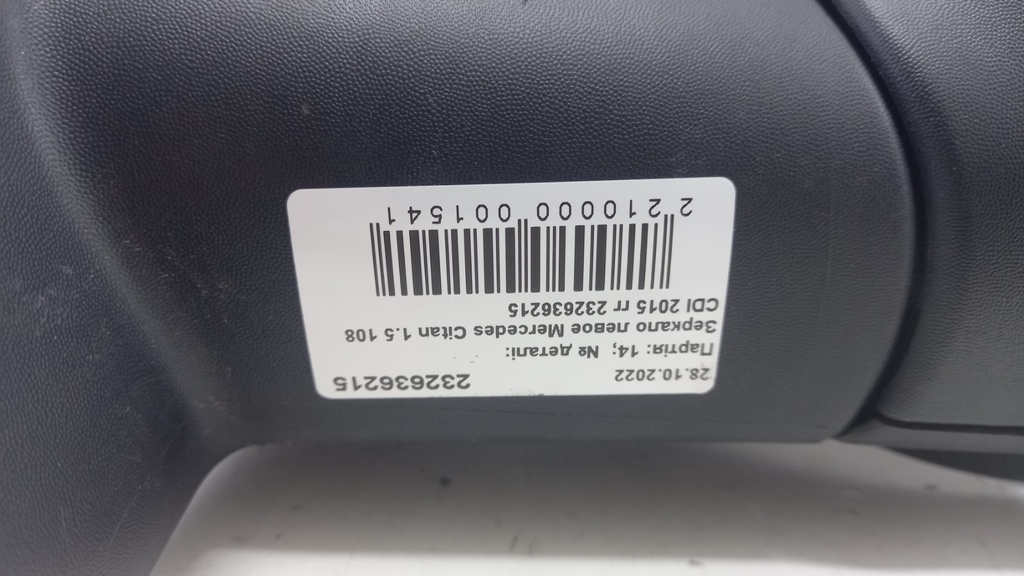 28.10.2022 232636215
Партія: 14; № деталі:
Зеркало левое Mercedes Citan 1.5 108
CDI 2015 гг 232636215
2 210000 001541